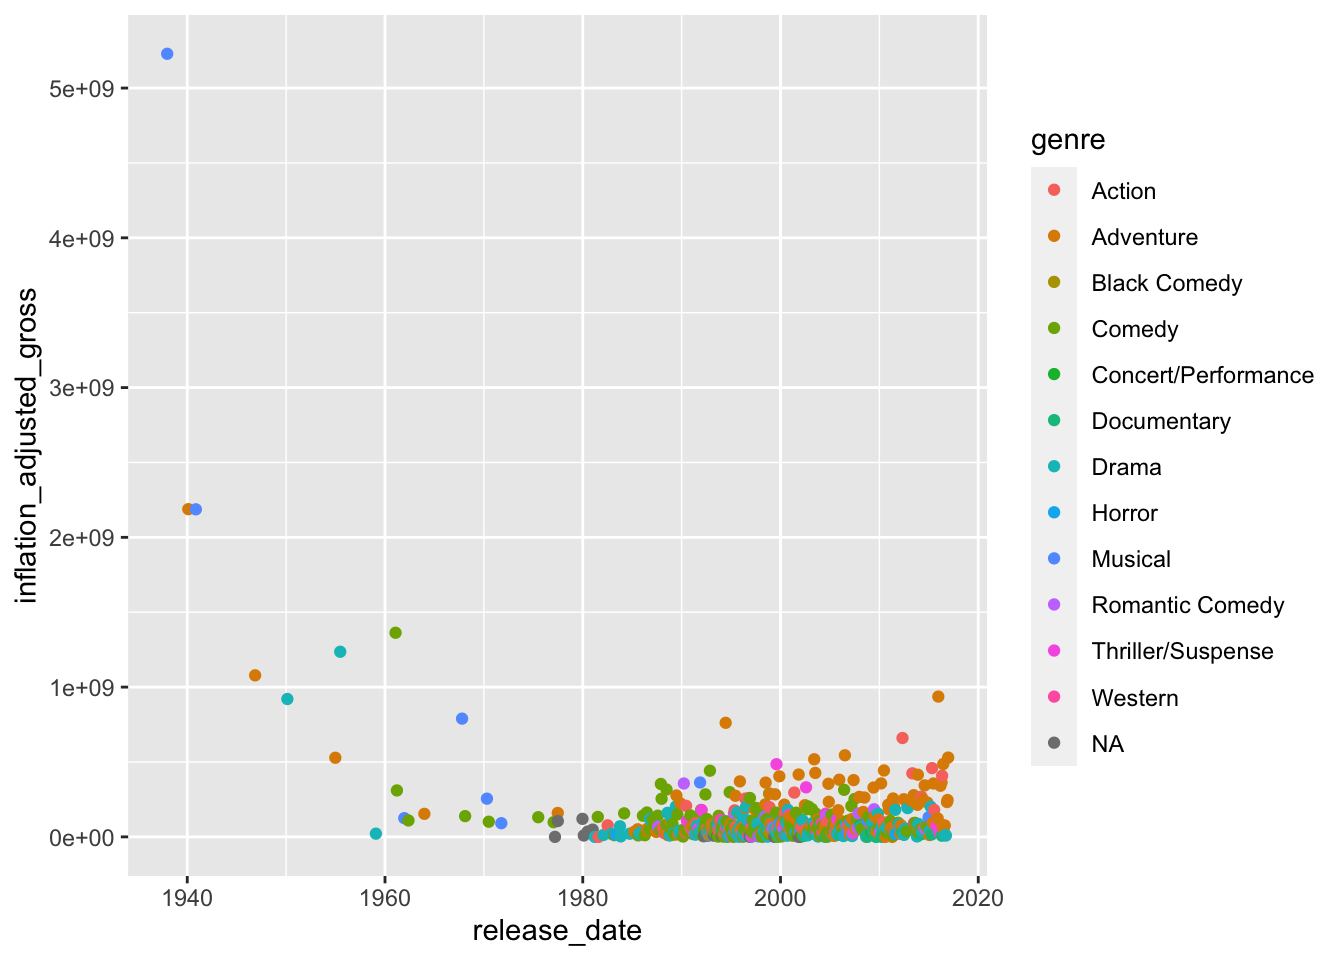 5e+09
4e+09
3e+09
2e+09
1e+09
0e+00
inflation_adjusted_gross
1940
1960
1980
2000
2020
release_date
genre
Action
Adventure
Black Comedy
Comedy
Concert/Performance
Documentary
Drama
Horror
Musical
Romantic Comedy
Thriller/Suspense
Western
NA